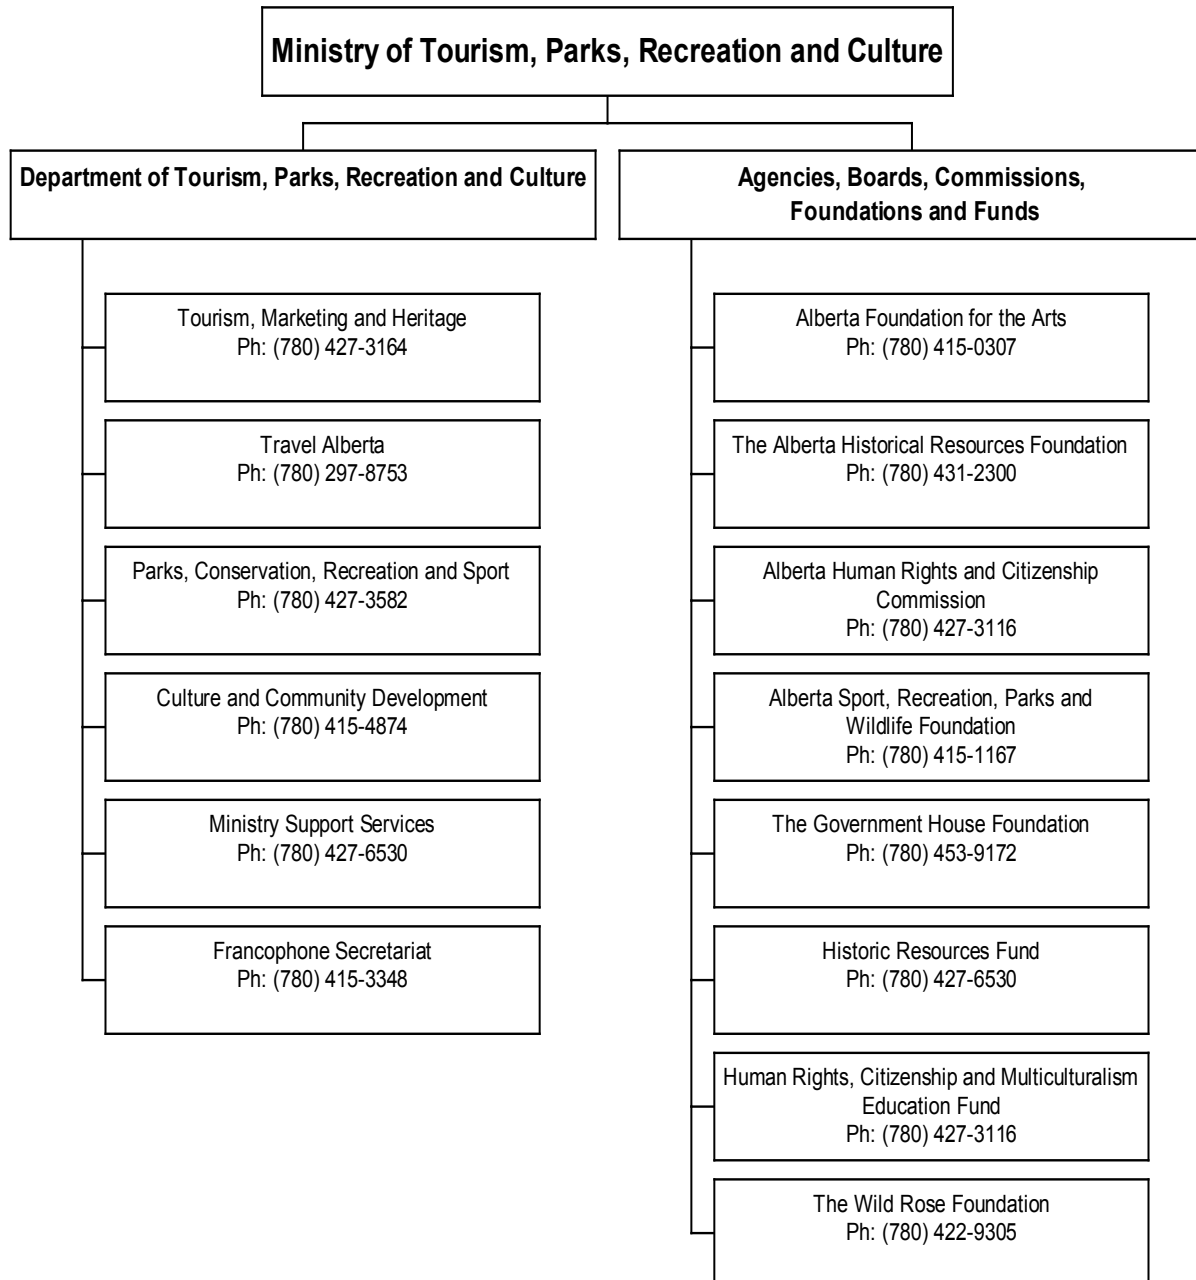 Ministry of Tourism, Parks, Recreation and Culture
Department of Tourism, Parks, Recreation and Culture
Tourism, Marketing and Heritage
Ph: (780) 427-3164
Travel Alberta
Ph: (780) 297-8753
Parks, Conservation, Recreation and Sport
Ph: (780) 427-3582
Culture and Community Development
Ph: (780) 415-4874
Ministry Support Services
Ph: (780) 427-6530
Francophone Secretariat
Ph: (780) 415-3348
Agencies, Boards, Commissions,
Foundations and Funds
Alberta Foundation for the Arts
Ph: (780) 415-0307
The Alberta Historical Resources Foundation
Ph: (780) 431-2300
Alberta Human Rights and Citizenship
Commission
Ph: (780) 427-3116
Alberta Sport, Recreation, Parks and
Wildlife Foundation
Ph: (780) 415-1167
The Government House Foundation
Ph: (780) 453-9172
Historic Resources Fund
Ph: (780) 427-6530
Human Rights, Citizenship and Multiculturalism
Education Fund
Ph: (780) 427-3116
The Wild Rose Foundation
Ph: (780) 422-9305